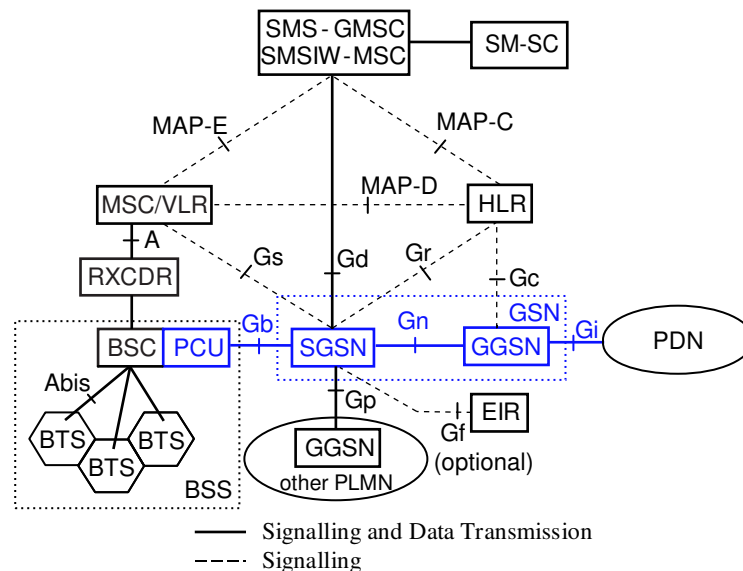 SMS - GMSC
SMSIW - MSC
SM-SC
MAP-E
MAP-C
MSC/VLR
MAP-D
HLR
A
Gs
Gd
Gr
Gc
RXCDR
GSN
Gb
Gn
Gi
BSC
PCU
SGSN
GGSN
PDN
Abis
Gp
EIR
Gf
(optional)
BTS
BTS
BTS
GGSN
other PLMN
BSS
Signalling and Data Transmission
Signalling